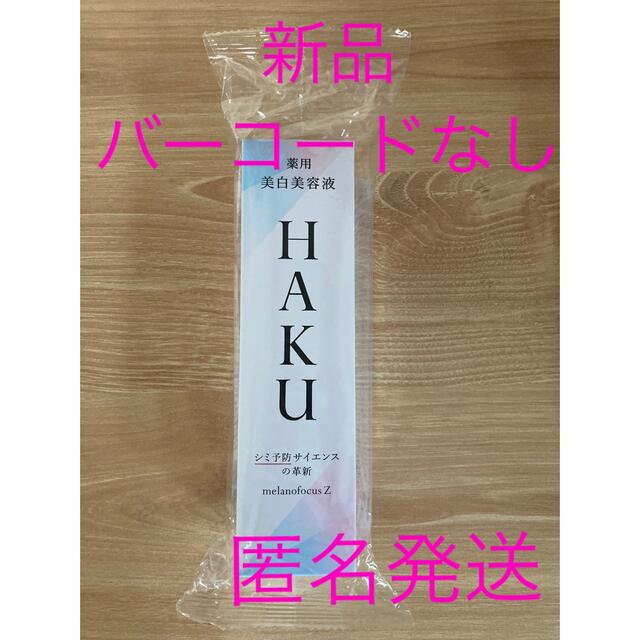 新品
バーコードなし
薬用
美白美容液
HAKU
シミ予防サイエンス
の革新
melanofocus Z
匿名発送